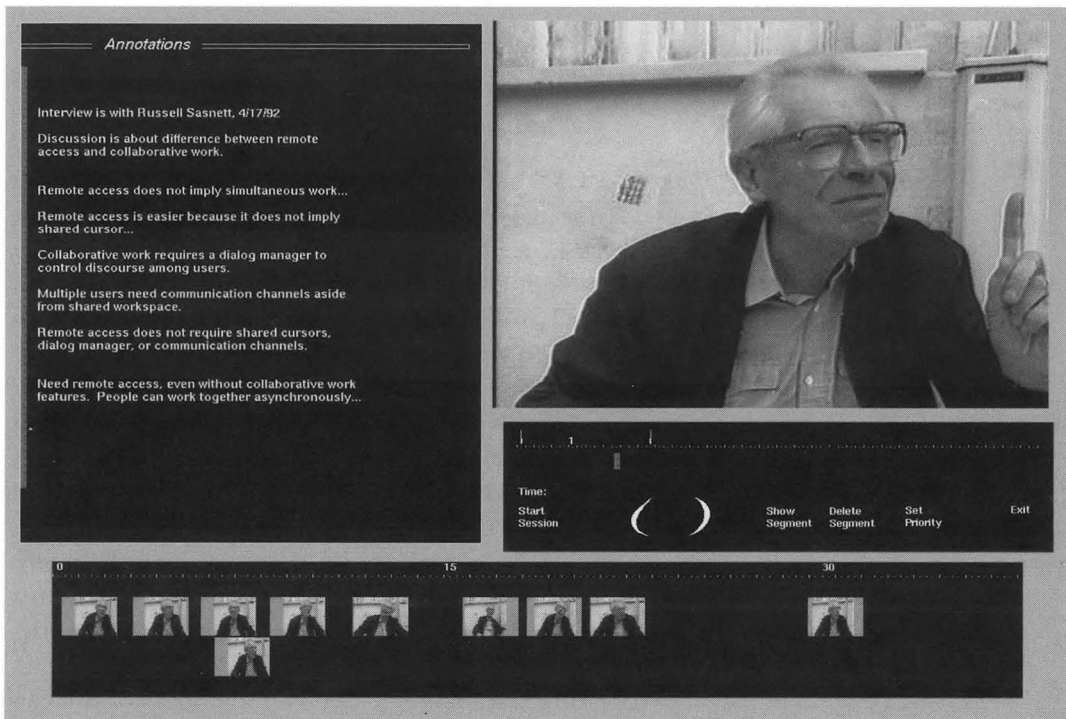 Annotations
Interview is with Russell Sasnett, 4/17/92
Discussion is about difference between remote
access and collaborative work.
Remote access does not imply simultaneous work...
Remote access is easier because it does not imply
shared cursor...
Collaborative work requires a dialog manager to
control discourse among users.
Multiple users need communication channels aside
from shared workspace.
Remote access does not require shared cursors,
dialog manager, or communication channels.
Need remote access, even without collaborative work
features. People can work together asynchronously...
1
Time:
Start
Session
( )
Show
Segment
Delete
Segment
Set
Priority
Exit
0 15 30